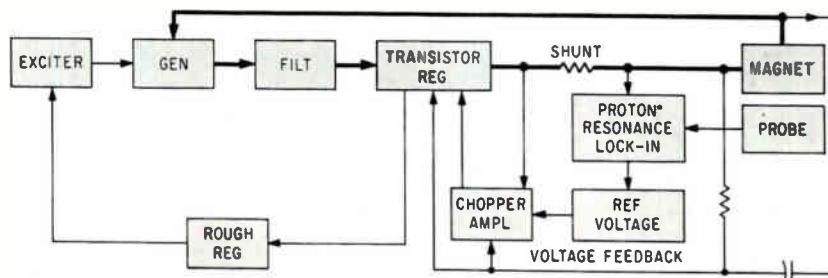 EXCITER
GEN
FILT
TRANSISTOR
REG
SHUNT
MAGNET
PROTON*
RESONANCE
LOCK-IN
PROBE
CHOPPER
AMPL
REF
VOLTAGE
ROUGH
REG
VOLTAGE FEEDBACK